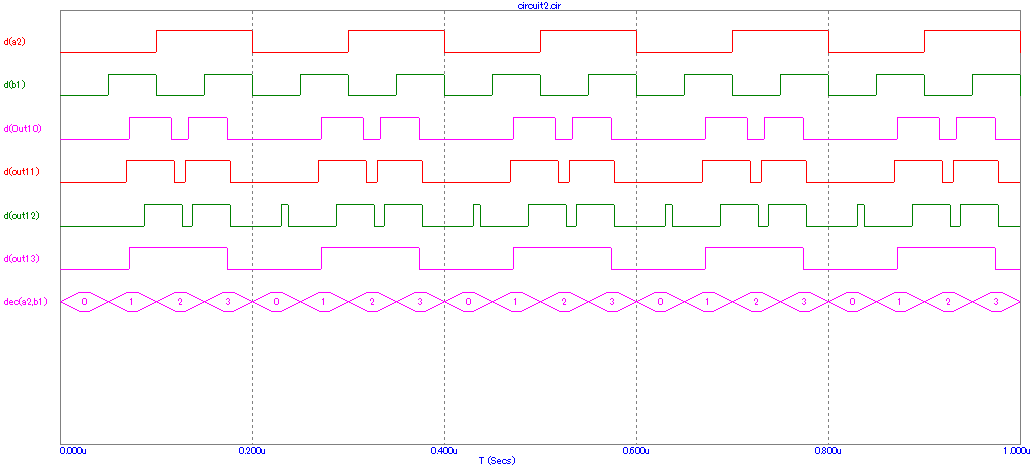 circuit2.cir
d(a2)
d(b1)
d(Out10)
d(out11)
d(out12)
d(out13)
dec(a2,b1) 0 1 2 3 0 1 2 3 0 1 2 3 0 1 2 3 0 1 2 3
0.000u 0.200u 0.400u 0.600u 0.800u 1.000u
T (Secs)